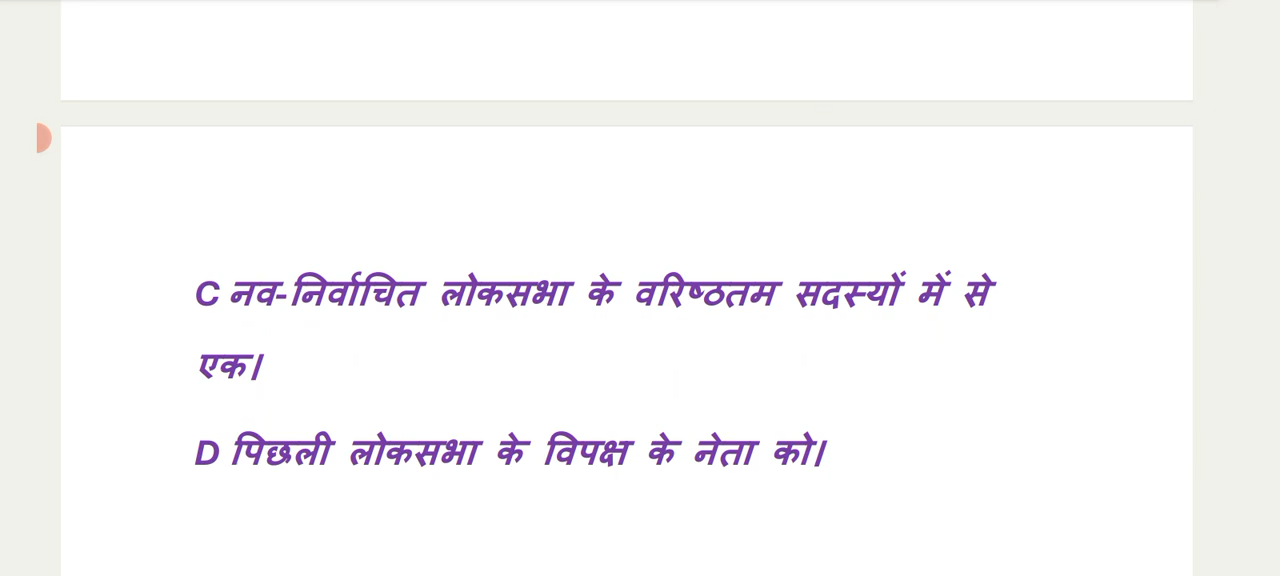 C नव-निर्वाचित लोकसभा के वरिष्ठतम सदस्यों में से
एक।
D पिछली लोकसभा के विपक्ष के नेता को।